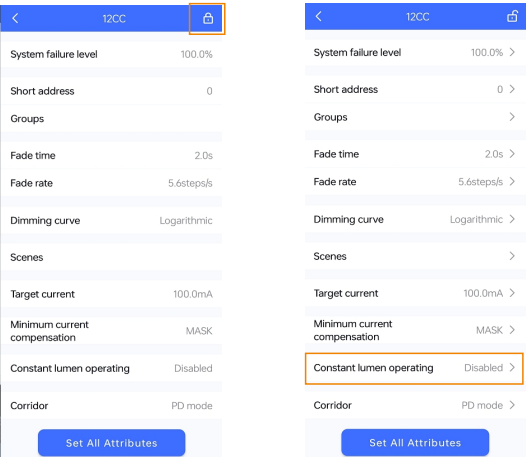 12CC
System failure level 100.0%
Short address 0
Groups
Fade time 2.0s
Fade rate 5.6steps/s
Dimming curve Logarithmic
Scenes
Target current 100.0mA
Minimum current
compensation MASK
Constant lumen operating Disabled
Corridor PD mode
Set All Attributes
12CC
System failure level 100.0%
Short address 0
Groups
Fade time 2.0s
Fade rate 5.6steps/s
Dimming curve Logarithmic
Scenes
Target current 100.0mA
Minimum current
compensation MASK
Constant lumen operating Disabled
Corridor PD mode
Set All Attributes